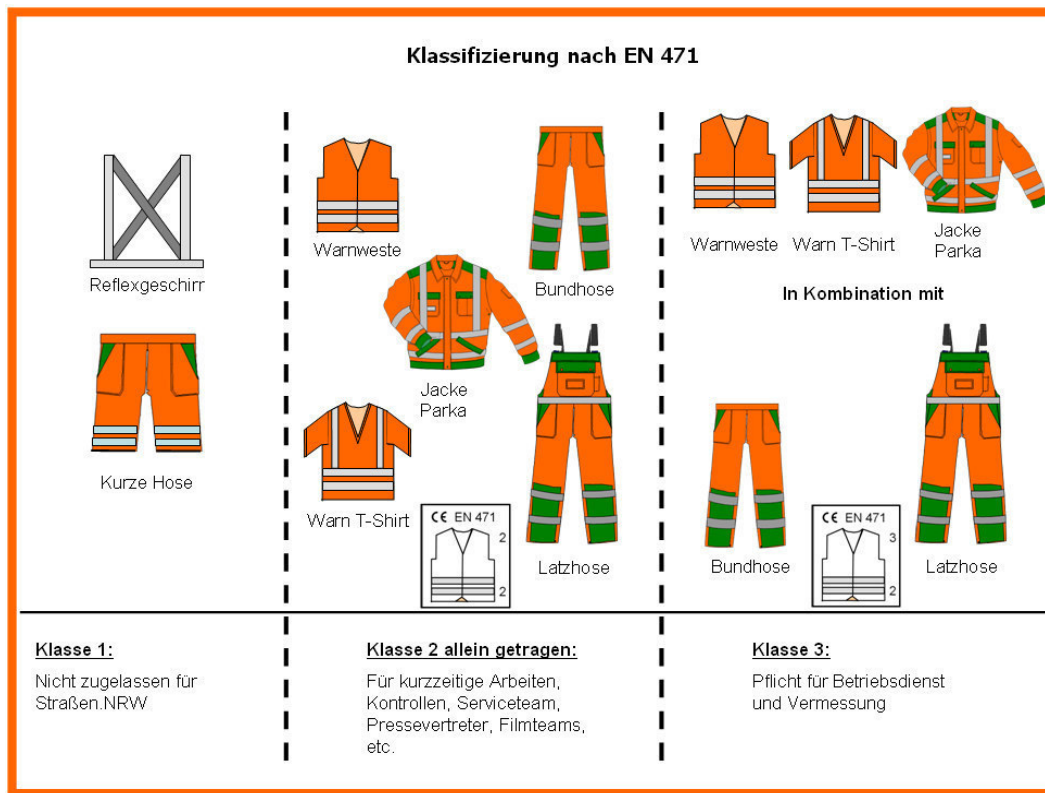 Klassifizierung nach EN 471
Reflexgeschirr
Kurze Hose
Warnweste
Bundhose
Jacke
Parka
Warn T-Shirt
Latzhose
CE EN 471
2
2
Warnweste
Warn T-Shirt
Jacke
Parka
In Kombination mit
Bundhose
Latzhose
CE EN 471
3
2
Klasse 1:
Nicht zugelassen für
Straßen.NRW
Klasse 2 allein getragen:
Für kurzzeitige Arbeiten,
Kontrollen, Serviceteam,
Pressevertreter, Filmteams,
etc.
Klasse 3:
Pflicht für Betriebsdienst
und Vermessung